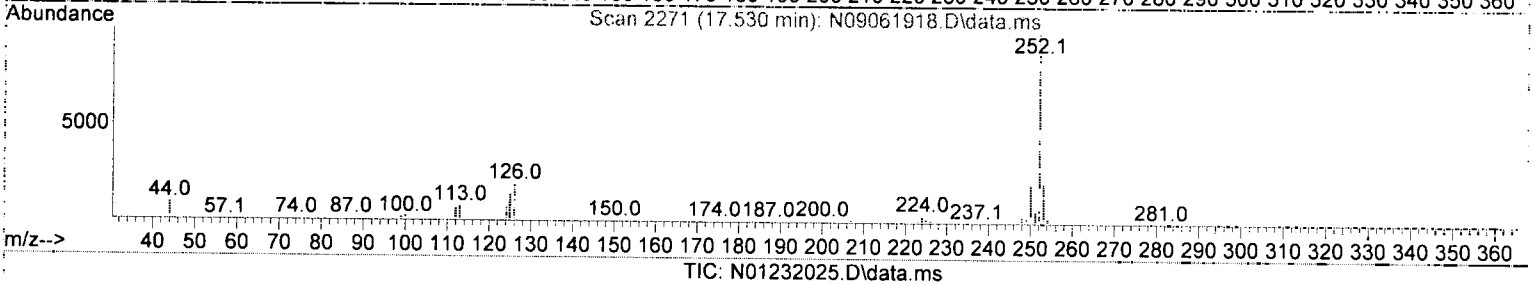 Abundance
Scan 2271 (17.530 min): N09061918.D\data.ms
252.1
5000
44.0 57.1 74.0 87.0 100.0 113.0 126.0 150.0 174.0 187.0 200.0 224.0 237.1 281.0
m/z--> 40 50 60 70 80 90 100 110 120 130 140 150 160 170 180 190 200 210 220 230 240 250 260 270 280 290 300 310 320 330 340 350 360
TIC: N01232025.D\data.ms